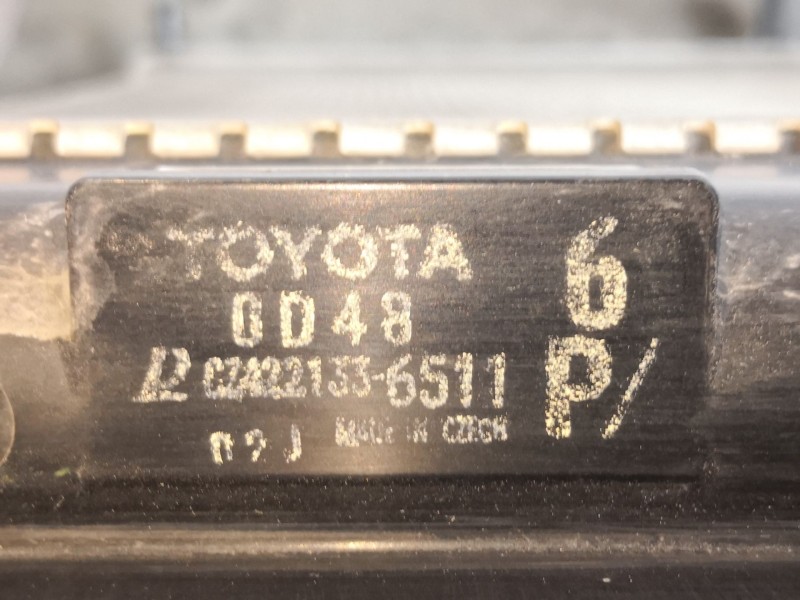 TOYOTA
0D48
6
CZ422133-6511
P/
MADE IN CZECH